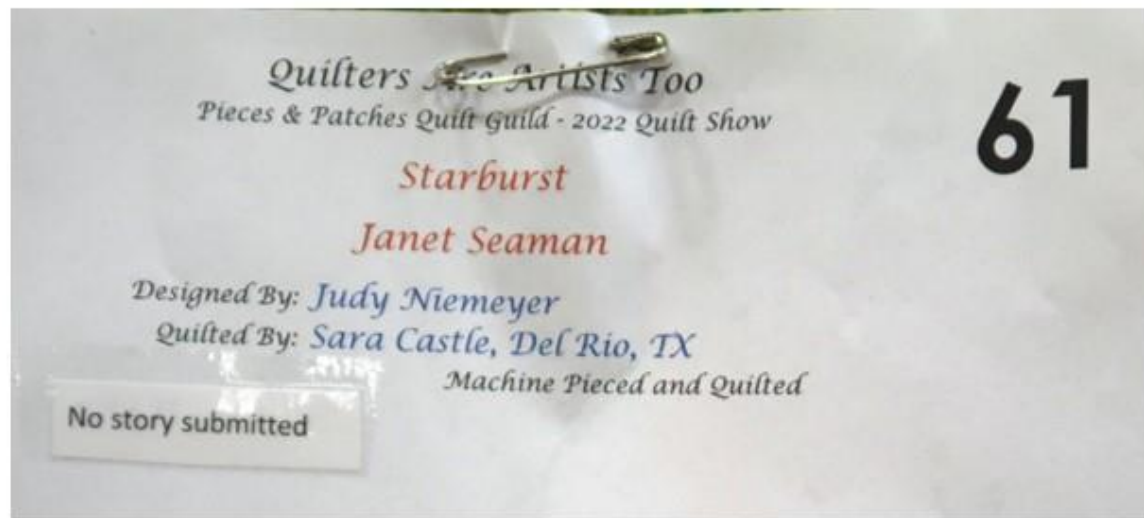 Quilters Are Artists Too
Pieces & Patches Quilt Guild - 2022 Quilt Show
61
Starburst
Janet Seaman
Designed By: Judy Niemeyer
Quilted By: Sara Castle, Del Rio, TX
Machine Pieced and Quilted
No story submitted